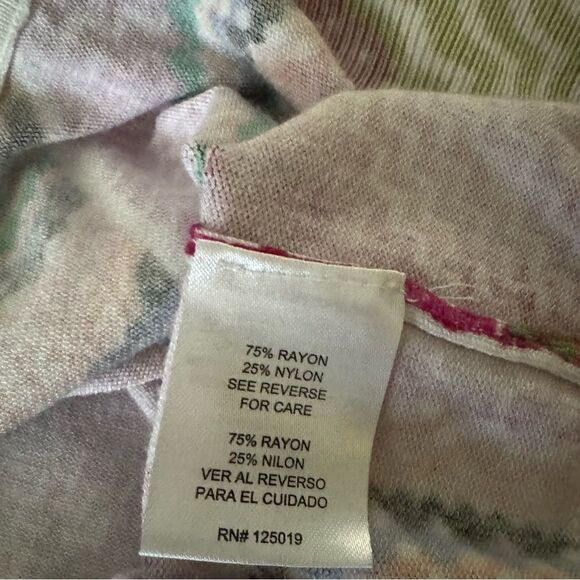 75% RAYON
25% NYLON
SEE REVERSE
FOR CARE
75% RAYON
25% NILON
VER AL REVERSO
PARA EL CUIDADO
RN# 125019